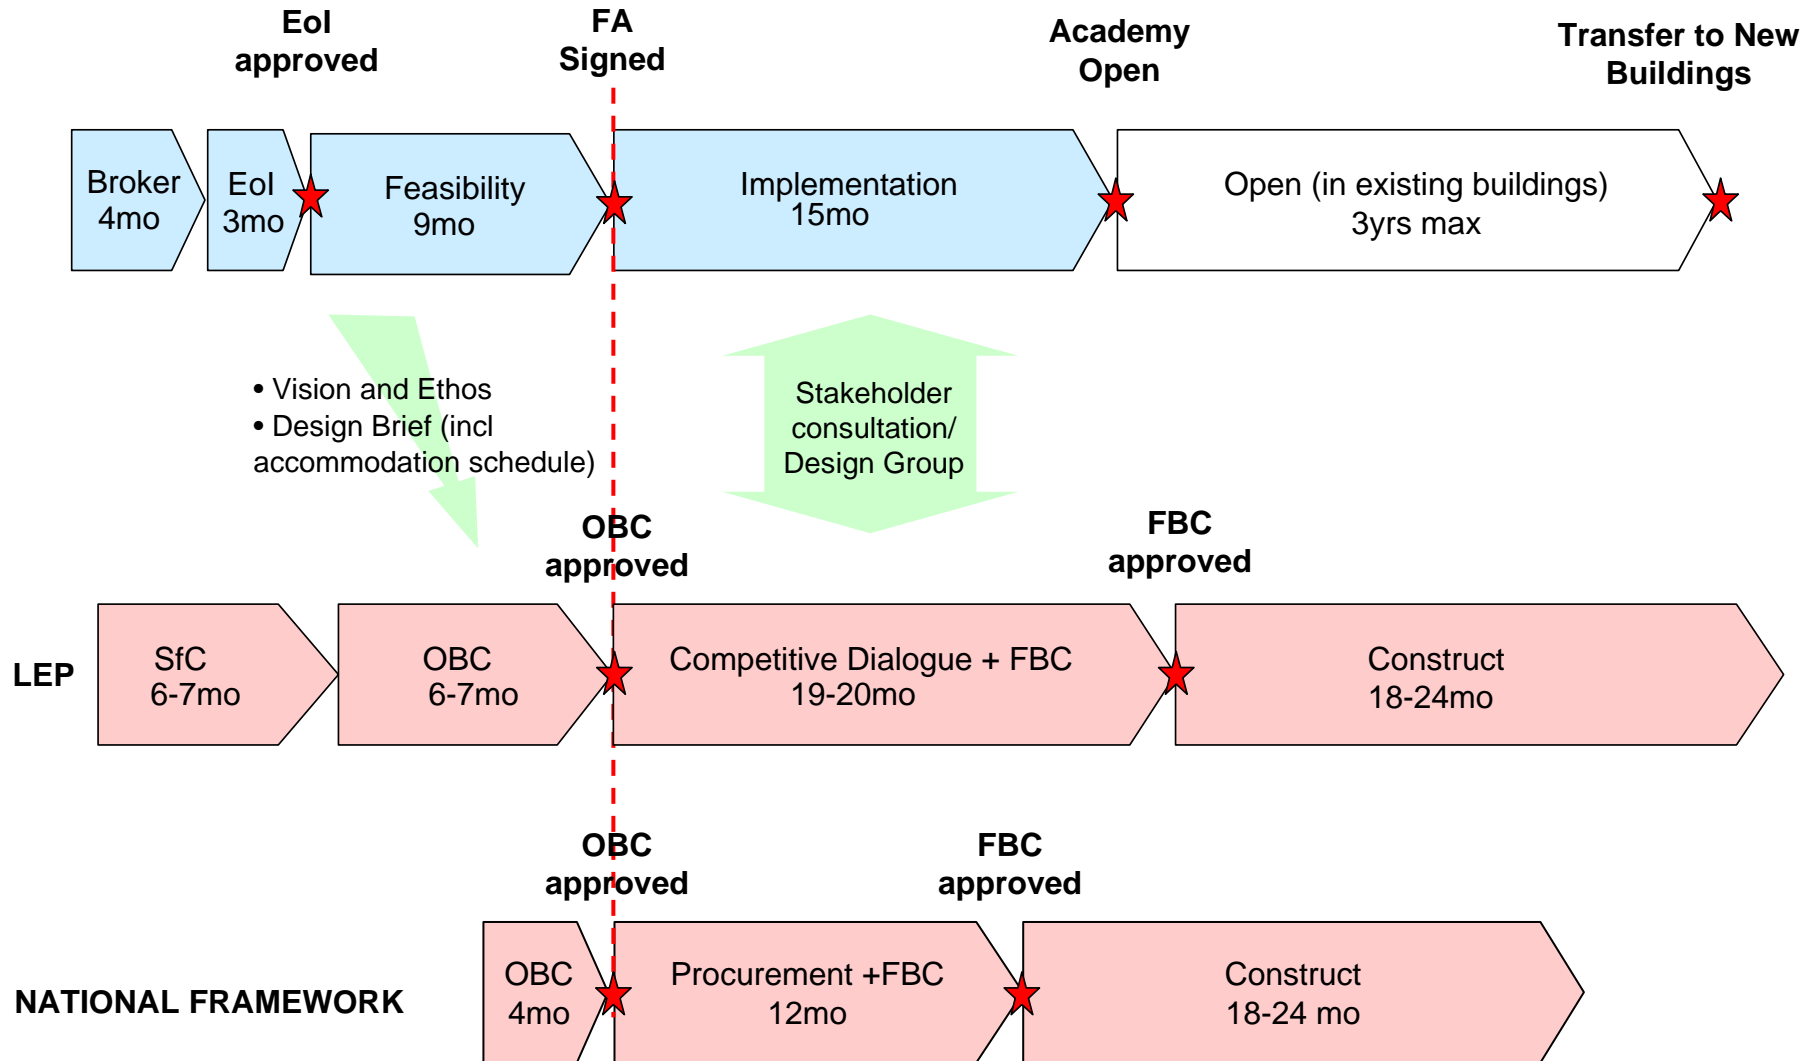 EoI
approved
FA
Signed
Academy
Open
Transfer to New
Buildings
Broker
4mo
EoI
3mo
Feasibility
9mo
Implementation
15mo
Open (in existing buildings)
3yrs max
• Vision and Ethos
• Design Brief (incl
accommodation schedule)
Stakeholder
consultation/
Design Group
OBC
approved
FBC
approved
LEP
SfC
6-7mo
OBC
6-7mo
Competitive Dialogue + FBC
19-20mo
Construct
18-24mo
OBC
approved
FBC
approved
NATIONAL FRAMEWORK
OBC
4mo
Procurement +FBC
12mo
Construct
18-24 mo